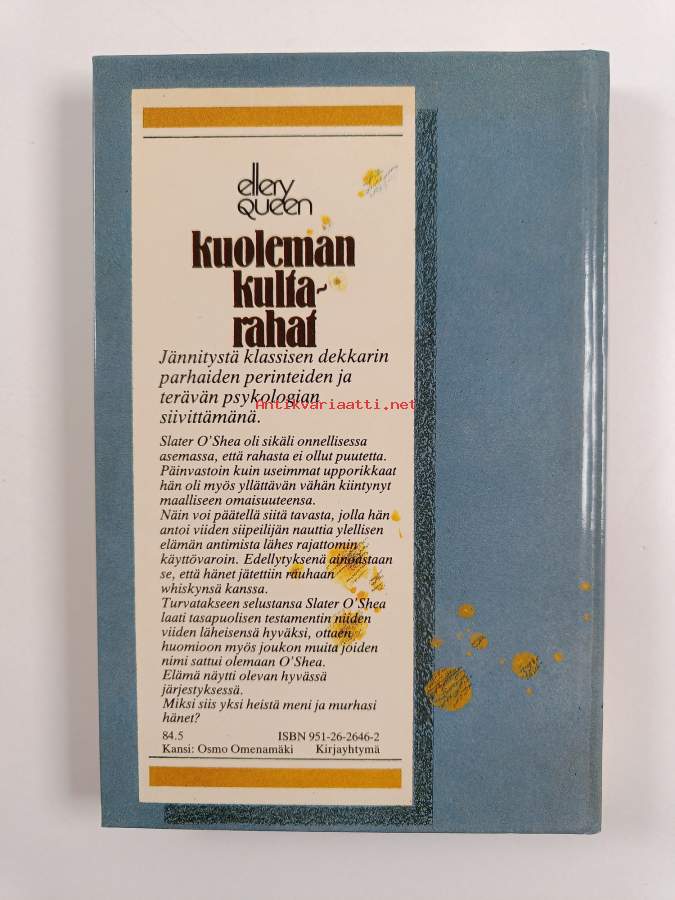 ellery
queen
kuoleman
kulta-
rahat
Jännitystä klassisen dekkarin
parhaiden perinteiden ja
terävän psykologian
Antikvariaatti.net
siivittämänä.
Slater O'Shea oli sikäli onnellisessa
asemassa, että rahasta ei ollut puutetta.
Päinvastoin kuin useimmat upporikkaat
hän oli myös yllättävän vähän kiintynyt
maalliseen omaisuuteensa.
Näin voi päätellä siitä tavasta, jolla hän
antoi viiden siipeilijän nauttia ylellisen
elämän antimista lähes rajattomin
käyttövaroin. Edellytyksenä ainoastaan
se, että hänet jätettiin rauhaan
whiskynsä kanssa.
Turvatakseen selustansa Slater O'Shea
laati tasapuolisen testamentin niiden
viiden läheisensä hyväksi, ottaen
huomioon myös joukon muita joiden
nimi sattui olemaan O'Shea.
Elämä näytti olevan hyvässä
järjestyksessä.
Miksi siis yksi heistä meni ja murhasi
hänet?
84.5 ISBN 951-26-2646-2
Kansi: Osmo Omenamäki Kirjayhtymä